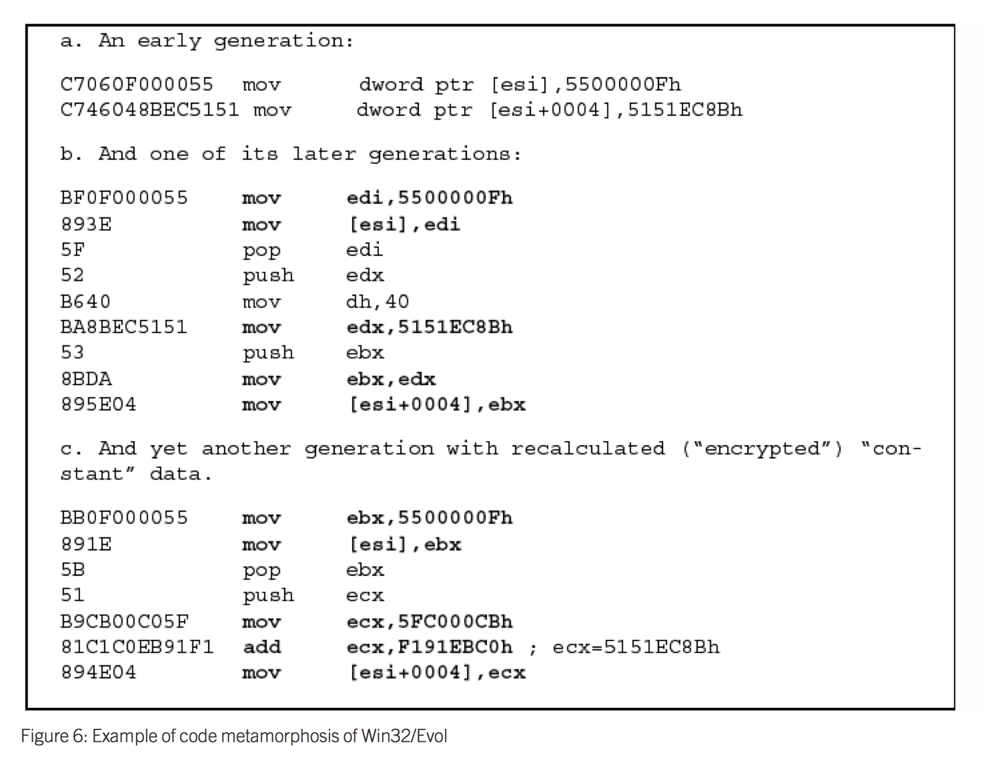 a. An early generation:
C7060F000055 mov dword ptr [esi],5500000Fh
C746048BEC5151 mov dword ptr [esi+0004],5151EC8Bh
b. And one of its later generations:
BF0F000055 mov edi,5500000Fh
893E mov [esi],edi
5F pop edi
52 push edx
B640 mov dh,40
BA8BEC5151 mov edx,5151EC8Bh
53 push ebx
8BDA mov ebx,edx
895E04 mov [esi+0004],ebx
c. And yet another generation with recalculated (“encrypted”) “con-
stant” data.
BB0F000055 mov ebx,5500000Fh
891E mov [esi],ebx
5B pop ebx
51 push ecx
B9CB00C05F mov ecx,5FC000CBh
81C1C0EB91F1 add ecx,F191EBC0h ; ecx=5151EC8Bh
894E04 mov [esi+0004],ecx
Figure 6: Example of code metamorphosis of Win32/Evol